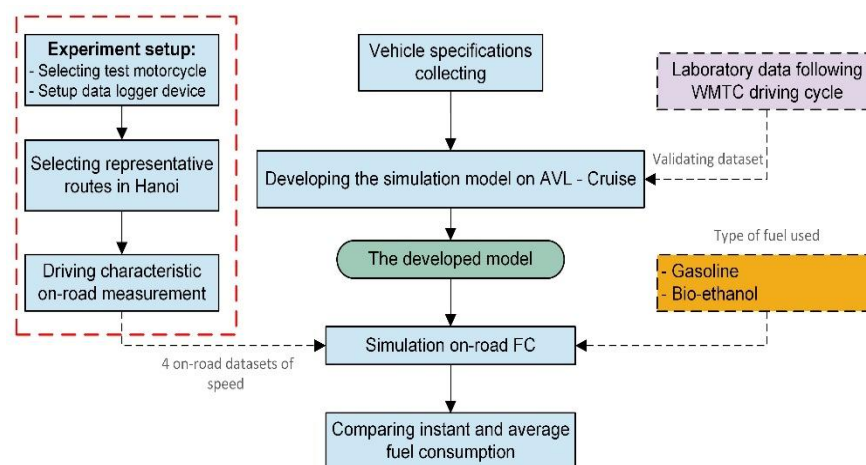 Experiment setup:
- Selecting test motorcycle
- Setup data logger device
Selecting representative
routes in Hanoi
Driving characteristic
on-road measurement
4 on-road datasets of
speed
Vehicle specifications
collecting
Developing the simulation model on AVL - Cruise
The developed model
Simulation on-road FC
Comparing instant and average
fuel consumption
Laboratory data following
WMTC driving cycle
Validating dataset
Type of fuel used
- Gasoline
- Bio-ethanol